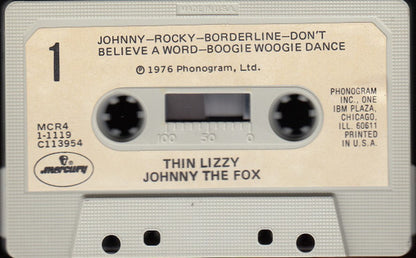 MADE IN U.S.A.
1
JOHNNY—ROCKY—BORDERLINE—DON'T
BELIEVE A WORD—BOOGIE WOOGIE DANCE
℗ 1976 Phonogram, Ltd.
MCR4
1-1119
C113954
PHONOGRAM
INC., ONE
IBM PLAZA,
CHICAGO,
ILL. 60611
PRINTED
IN U.S.A.
100 50 0
mercury
THIN LIZZY
JOHNNY THE FOX